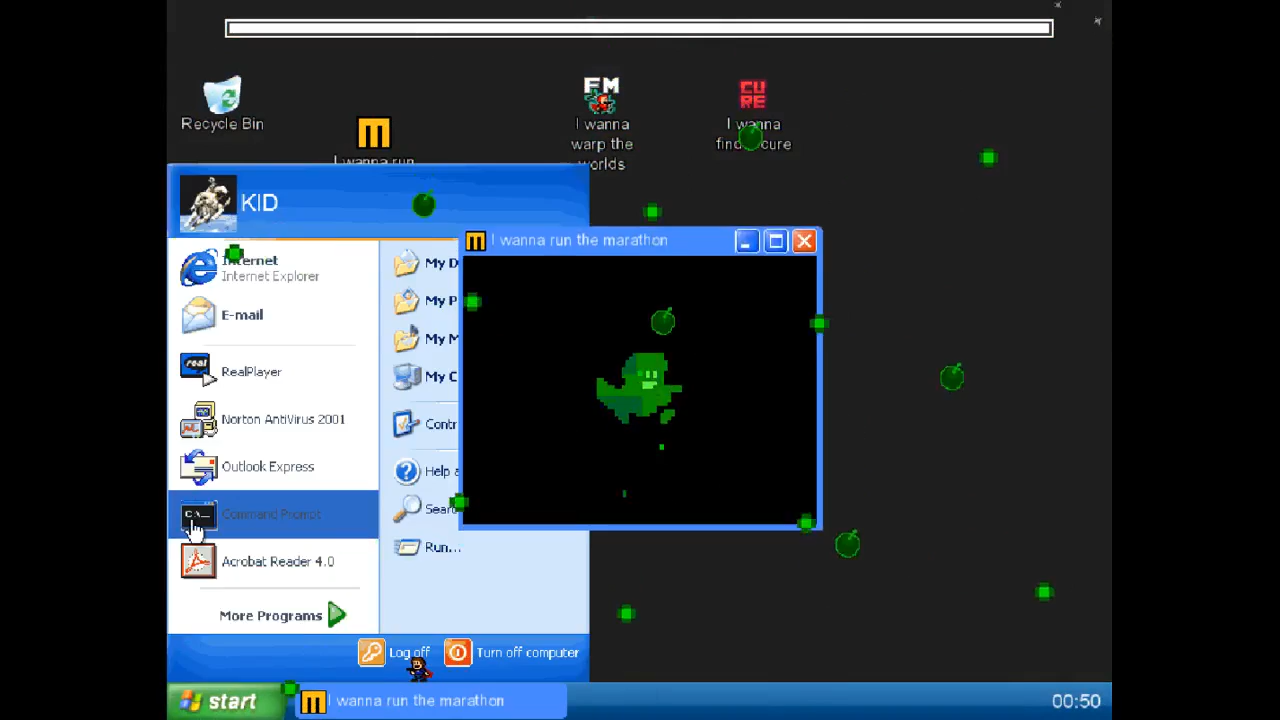 Recycle Bin
I wanna run
FM
I wanna
warp the
worlds
CU
RE
I wanna
find cure
KID
Internet
Internet Explorer
E-mail
real
RealPlayer
Norton AntiVirus 2001
Outlook Express
C:\...
Command Prompt
Acrobat Reader 4.0
More Programs
My D
My P
My M
My C
Contr
Help a
Sear
Run...
Log off
Turn off computer
I wanna run the marathon
start
I wanna run the marathon
00:50